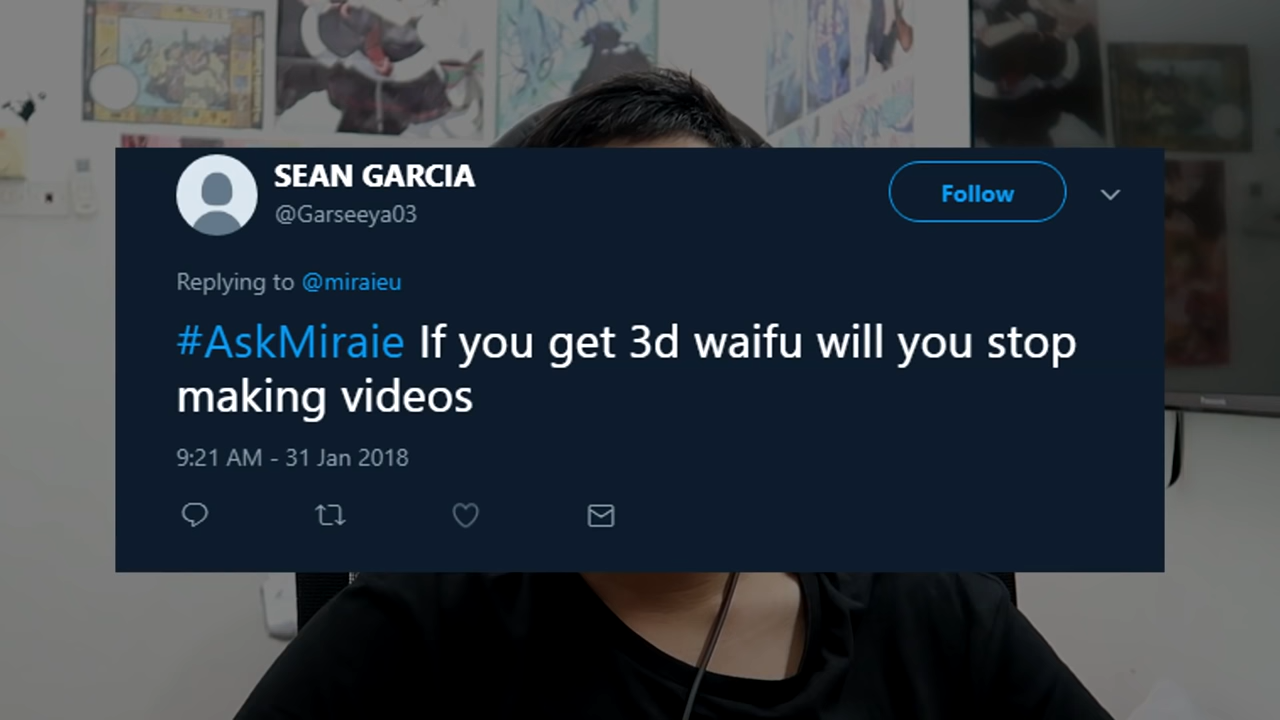 SEAN GARCIA
Follow
@Garseeya03
Replying to @miraieu
#AskMiraie If you get 3d waifu will you stop
making videos
9:21 AM - 31 Jan 2018